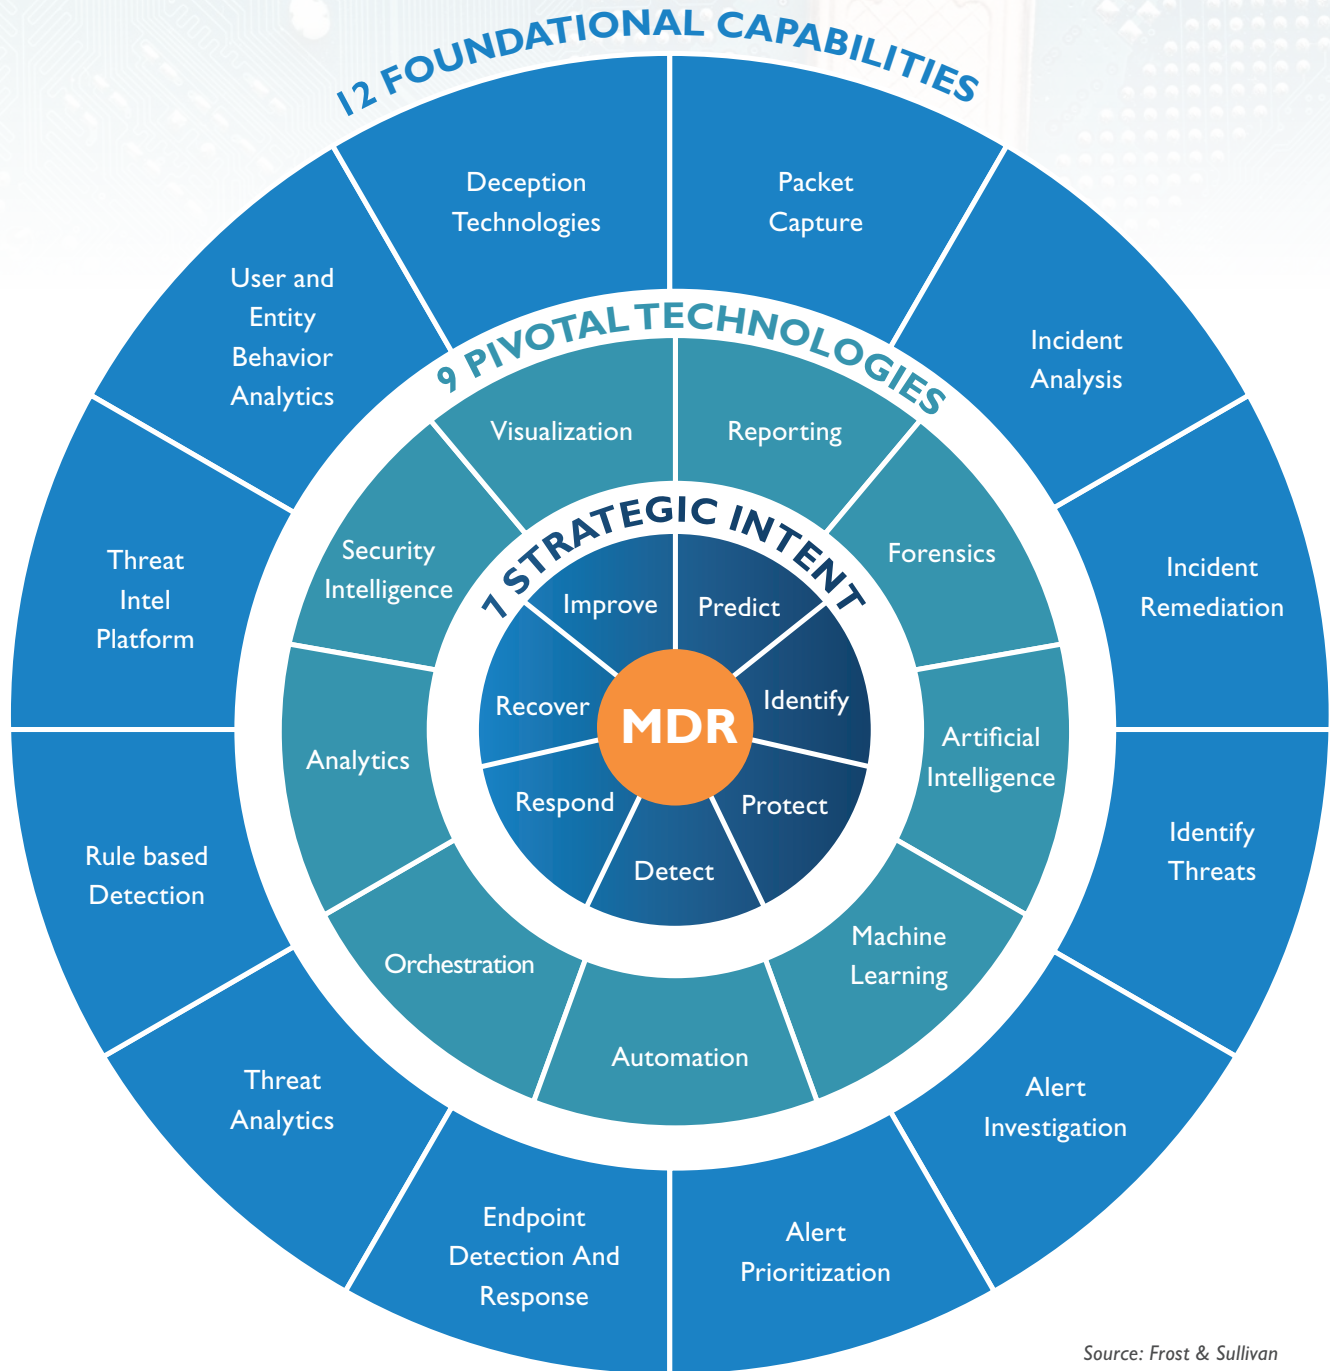 12 FOUNDATIONAL CAPABILITIES
Deception
Technologies
Packet
Capture
Incident
Analysis
Incident
Remediation
Identify
Threats
Alert
Investigation
Alert
Prioritization
Endpoint
Detection And
Response
Threat
Analytics
Rule based
Detection
Threat
Intel
Platform
User and
Entity
Behavior
Analytics
9 PIVOTAL TECHNOLOGIES
Visualization
Reporting
Forensics
Artificial
Intelligence
Machine
Learning
Automation
Orchestration
Analytics
Security
Intelligence
7 STRATEGIC INTENT
Improve
Predict
Identify
Protect
Detect
Respond
Recover
MDR
Source: Frost & Sullivan